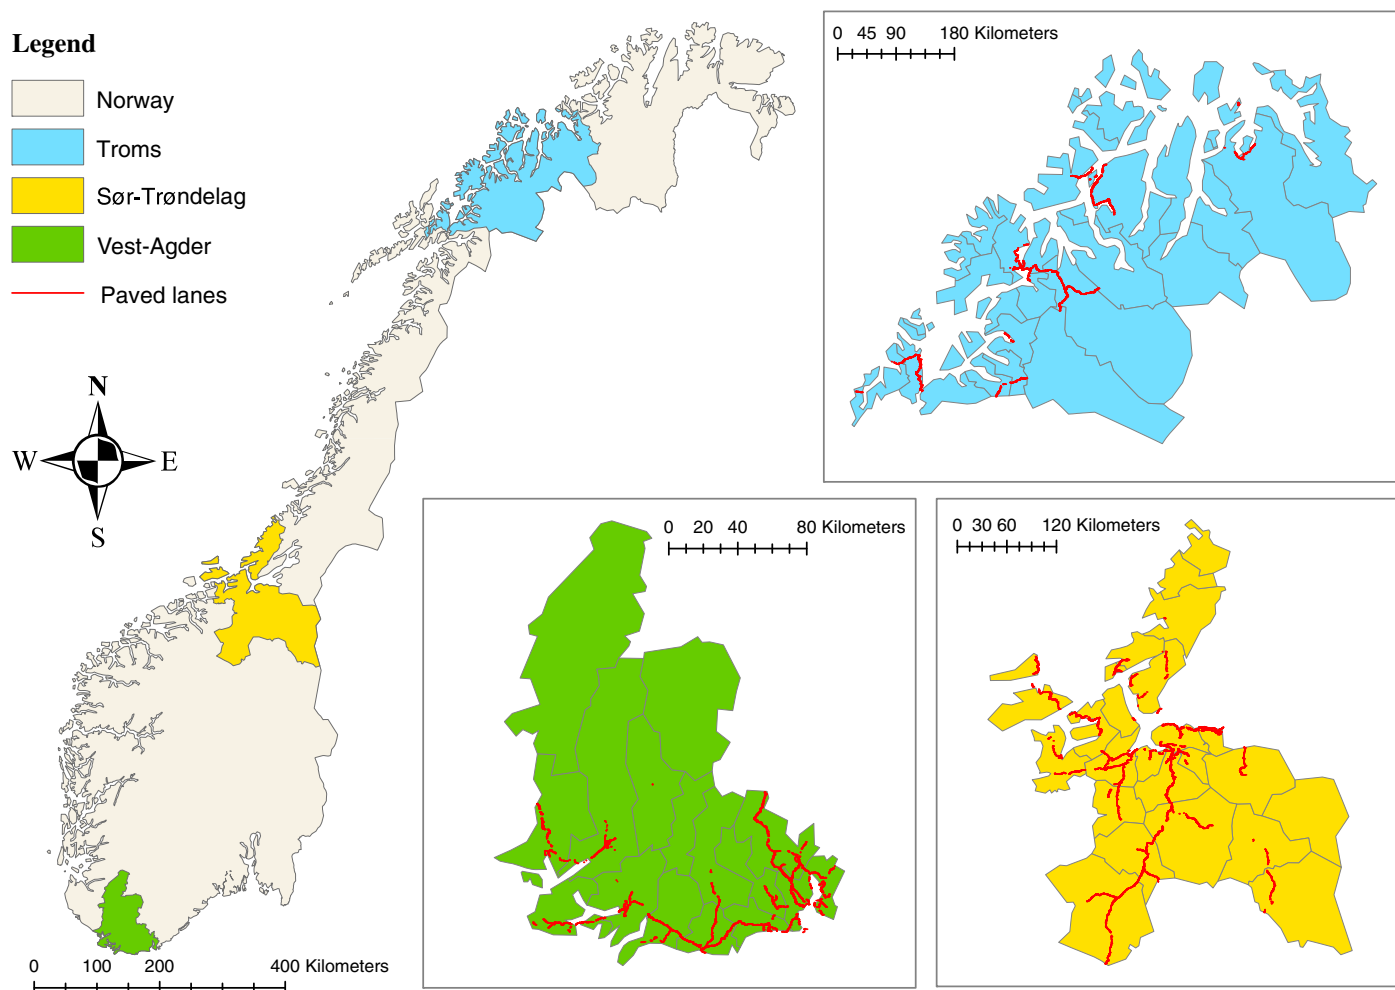 Legend
Norway
Troms
Sør-Trøndelag
Vest-Agder
Paved lanes
N
W E
S
0 100 200 400 Kilometers
0 45 90 180 Kilometers
0 20 40 80 Kilometers
0 30 60 120 Kilometers